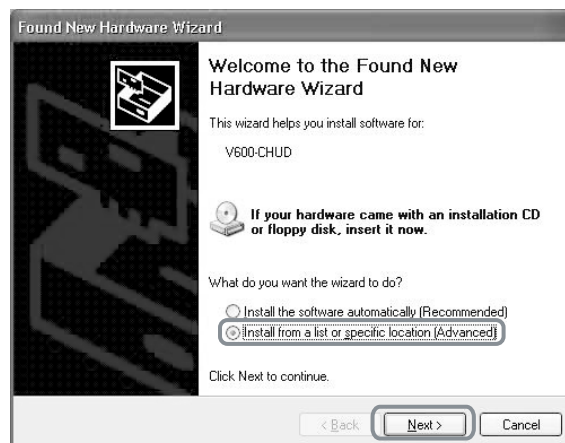 Found New Hardware Wizard
Welcome to the Found New
Hardware Wizard
This wizard helps you install software for:
V600-CHUD
If your hardware came with an installation CD
or floppy disk, insert it now.
What do you want the wizard to do?
Install the software automatically (Recommended)
Install from a list or specific location (Advanced)
Click Next to continue.
< Back Next > Cancel